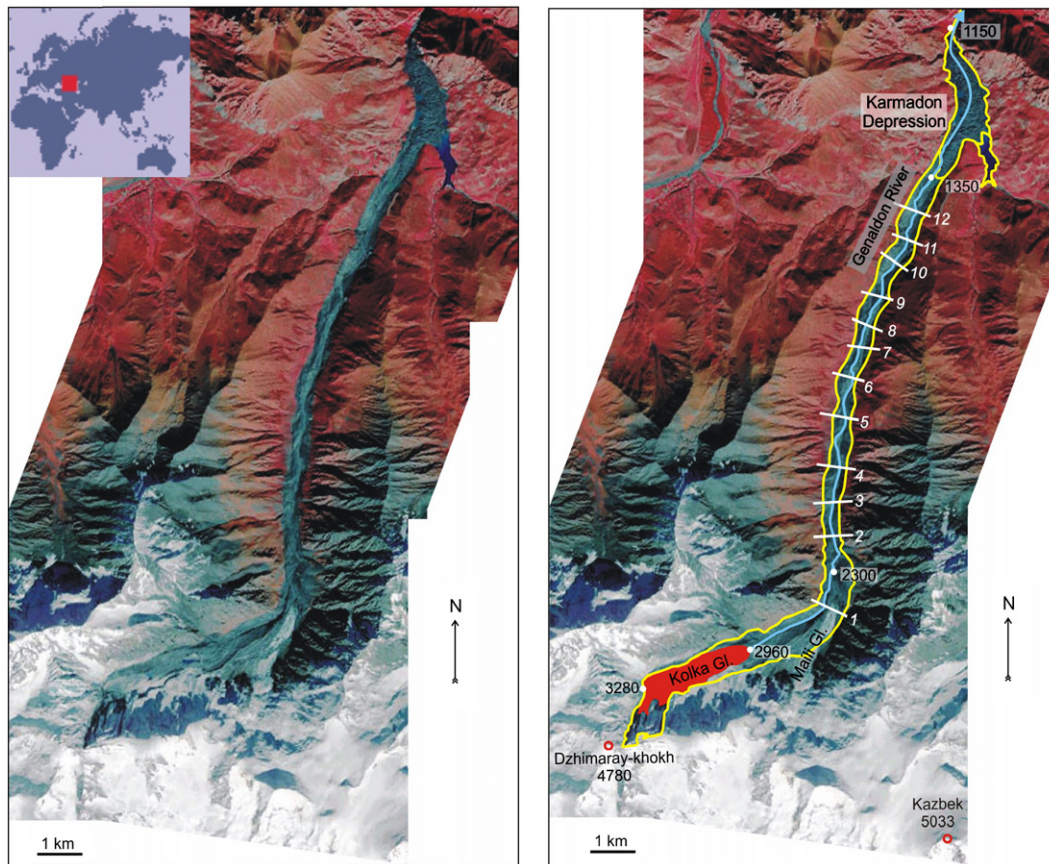 N
1 km
1150
Karmadon
Depression
1350
Genaldon River
12
11
10
9
8
7
6
5
4
3
2
2300
N
1
Maili Gl.
2960
Kolka Gl.
3280
Dzhimaray-khokh
4780
Kazbek
5033
1 km